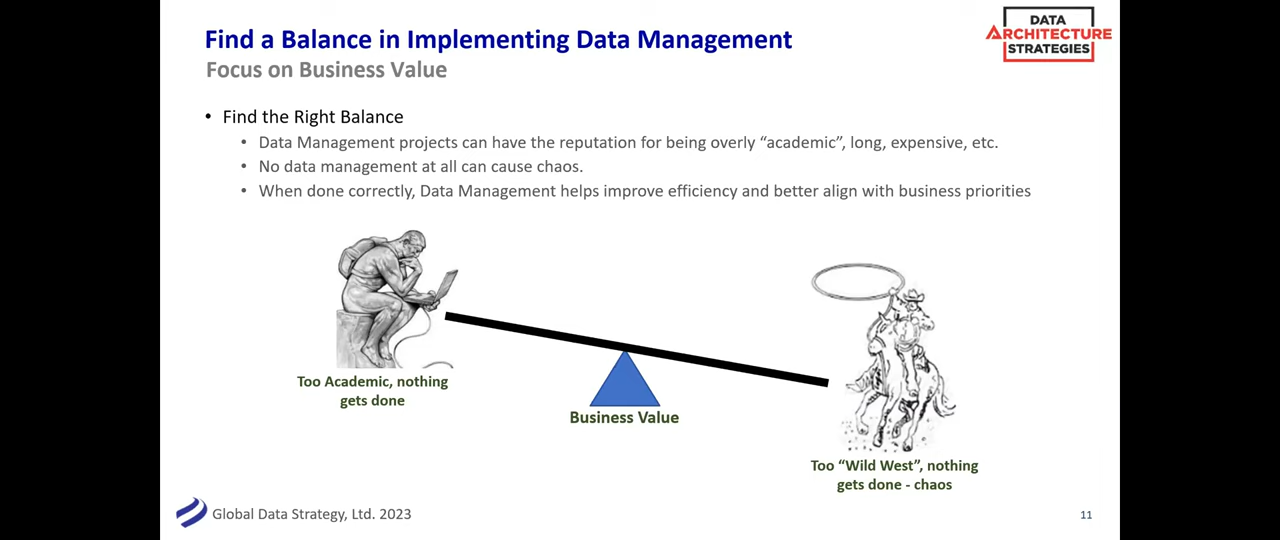 Find a Balance in Implementing Data Management
Focus on Business Value
DATA
ARCHITECTURE
STRATEGIES
• Find the Right Balance
• Data Management projects can have the reputation for being overly “academic”, long, expensive, etc.
• No data management at all can cause chaos.
• When done correctly, Data Management helps improve efficiency and better align with business priorities
Too Academic, nothing
gets done
Business Value
Too “Wild West”, nothing
gets done - chaos
Global Data Strategy, Ltd. 2023
11